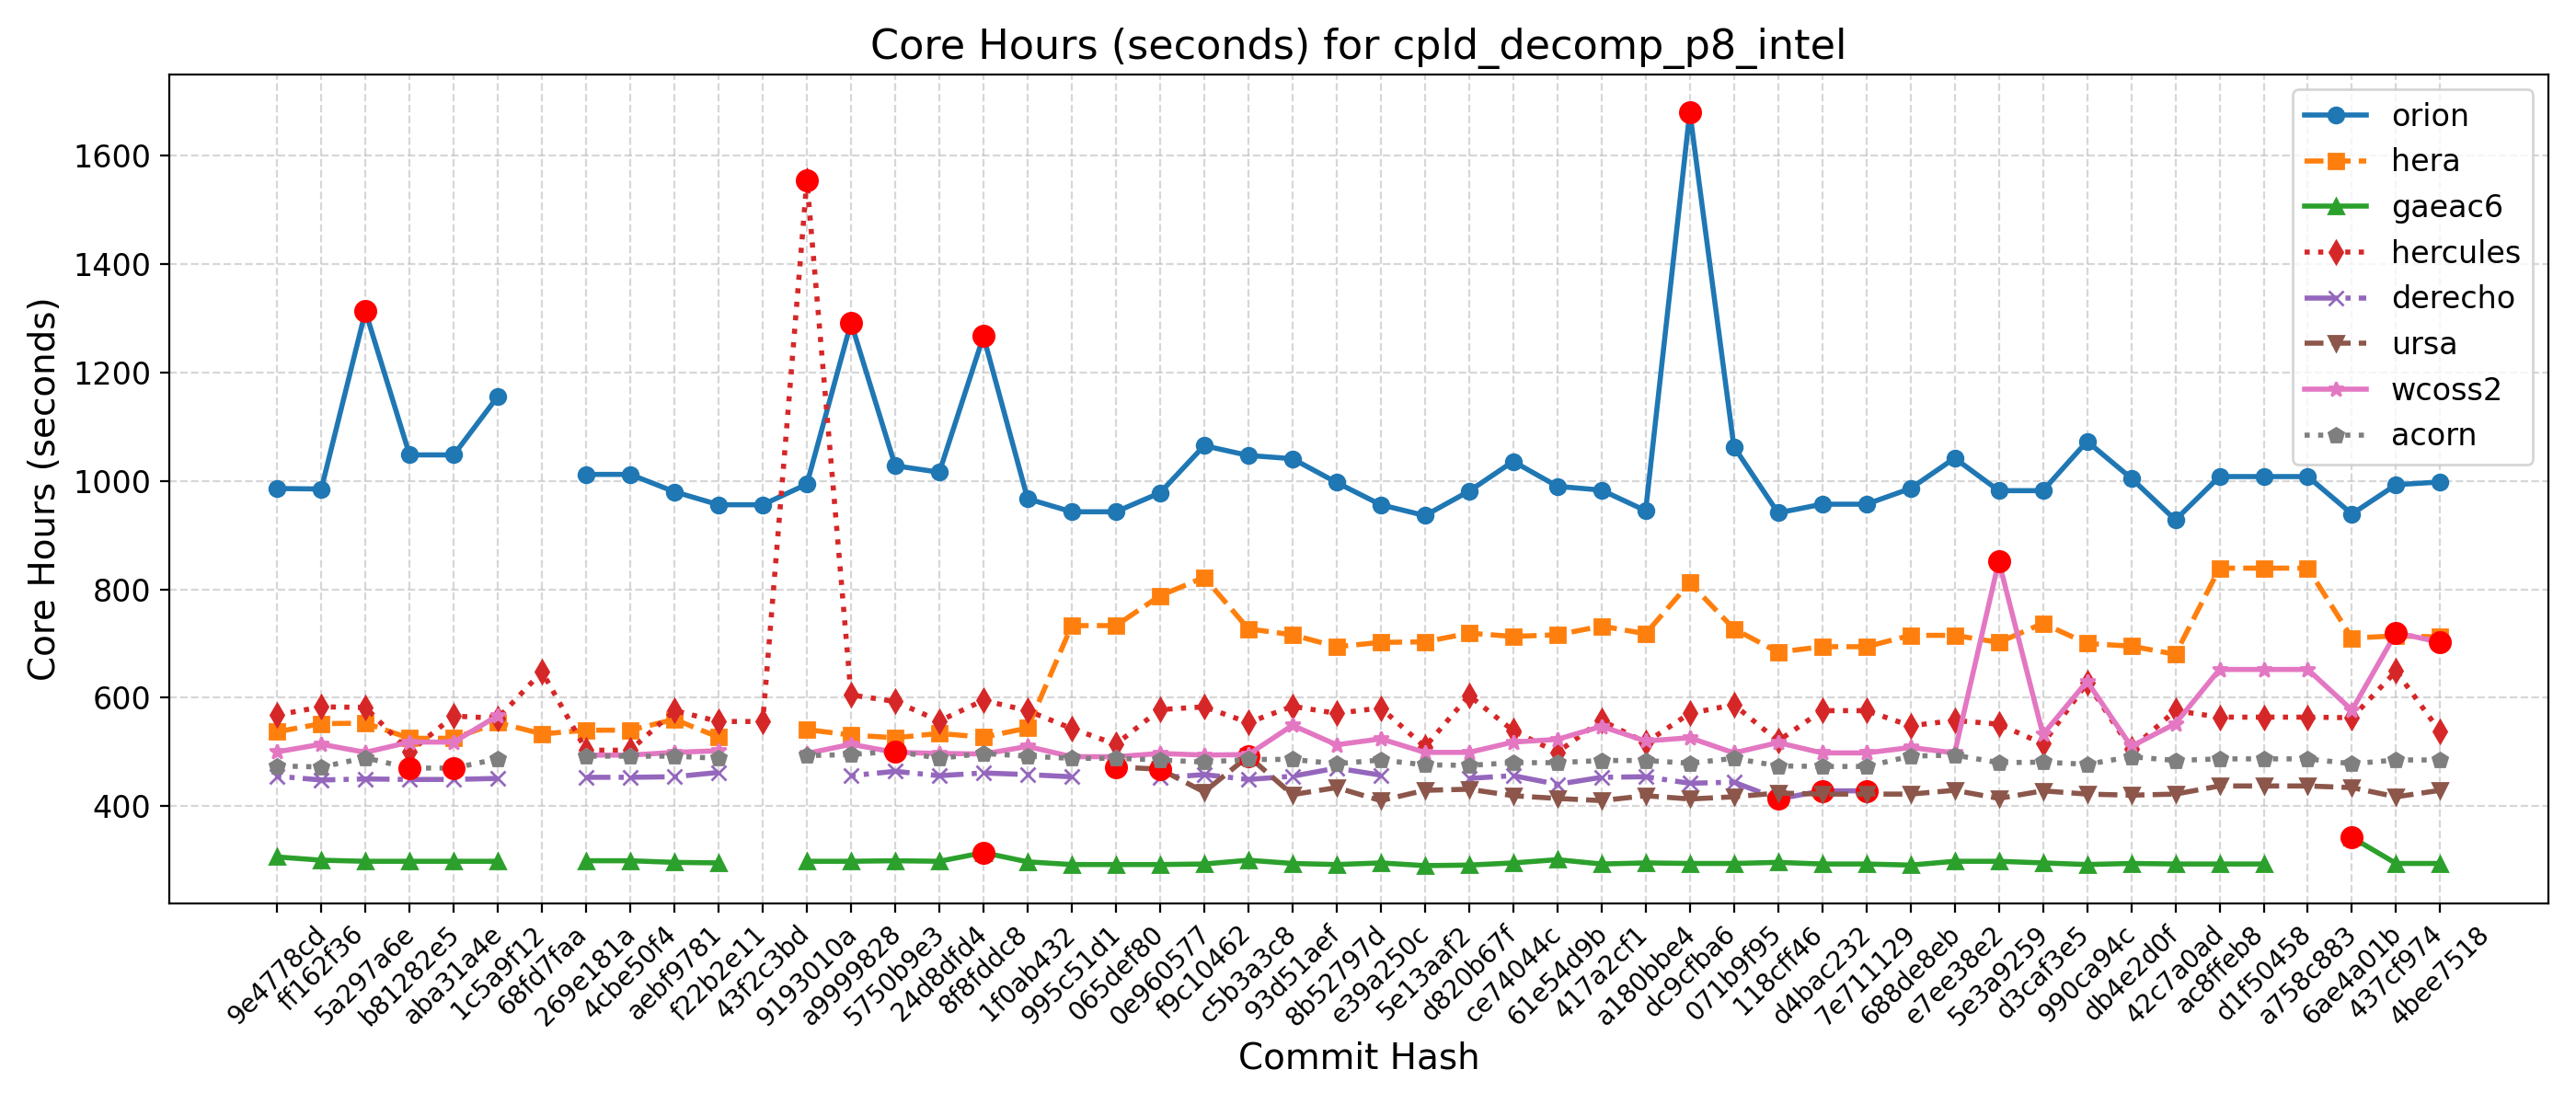 Core Hours (seconds) for cpld_decomp_p8_intel
Core Hours (seconds)
1600
1400
1200
1000
800
600
400
orion
hera
gaeac6
hercules
derecho
ursa
wcoss2
acorn
9e4778cd
ff162f36
5a297a6e
b81282e5
aba31a4e
1c5a9f12
68fd7faa
269e181a
4cbe50f4
aebf9781
f22b2e11
43f2c3bd
9193010a
a9999828
5750b9e3
24d8dfd4
8f8fddc8
1f0ab432
995c51d1
065def80
0e960577
f9c10462
c5b3a3c8
93d51aef
8b52797d
e39a250c
5e13aaf2
d820b67f
ce74044c
61e54d9b
417a2cf1
a180bbe4
dc9cfba6
071b9f95
118cff46
d4bac232
7e711129
688de8eb
e7ee38e2
5e3a9259
d3caf3e5
990ca94c
db4e2d0f
42c7a0ad
ac8ffeb8
d1f50458
a758c883
6ae4a01b
437cf974
4bee7518
Commit Hash